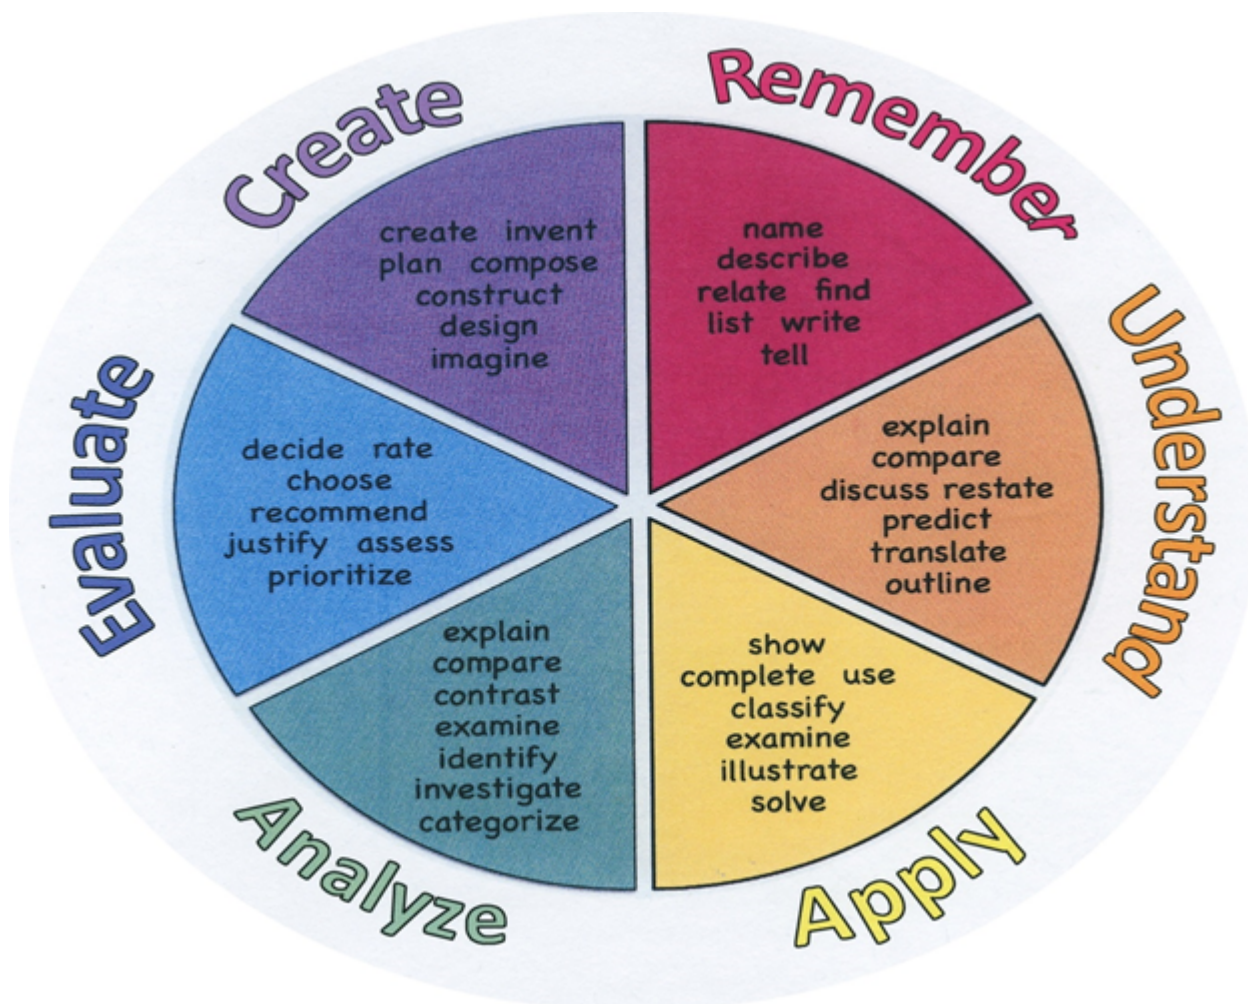 Remember
name
describe
relate find
list write
tell
Understand
explain
compare
discuss restate
predict
translate
outline
Apply
show
complete use
classify
examine
illustrate
solve
Analyze
explain
compare
contrast
examine
identify
investigate
categorize
Evaluate
decide rate
choose
recommend
justify assess
prioritize
Create
create invent
plan compose
construct
design
imagine